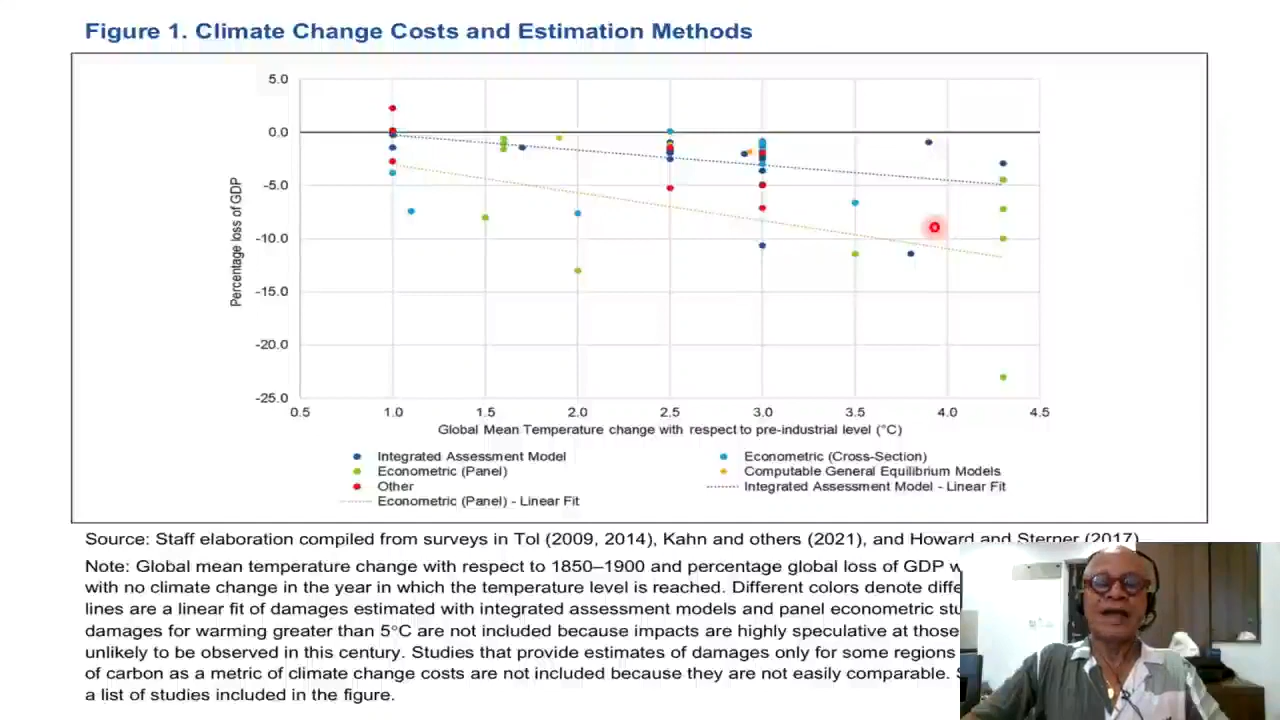 Figure 1. Climate Change Costs and Estimation Methods
5.0
0.0
-5.0
-10.0
-15.0
-20.0
-25.0
Percentage loss of GDP
0.5 1.0 1.5 2.0 2.5 3.0 3.5 4.0 4.5
Global Mean Temperature change with respect to pre-industrial level (°C)
Integrated Assessment Model Econometric (Cross-Section)
Econometric (Panel) Computable General Equilibrium Models
Other Integrated Assessment Model - Linear Fit
Econometric (Panel) - Linear Fit
Source: Staff elaboration compiled from surveys in Tol (2009, 2014), Kahn and others (2021), and Howard and Sterner (2017).
Note: Global mean temperature change with respect to 1850–1900 and percentage global loss of GDP
with no climate change in the year in which the temperature level is reached. Different colors denote
lines are a linear fit of damages estimated with integrated assessment models and panel econometric
damages for warming greater than 5°C are not included because impacts are highly speculative at those
unlikely to be observed in this century. Studies that provide estimates of damages only for some regions
of carbon as a metric of climate change costs are not included because they are not easily comparable.
a list of studies included in the figure.